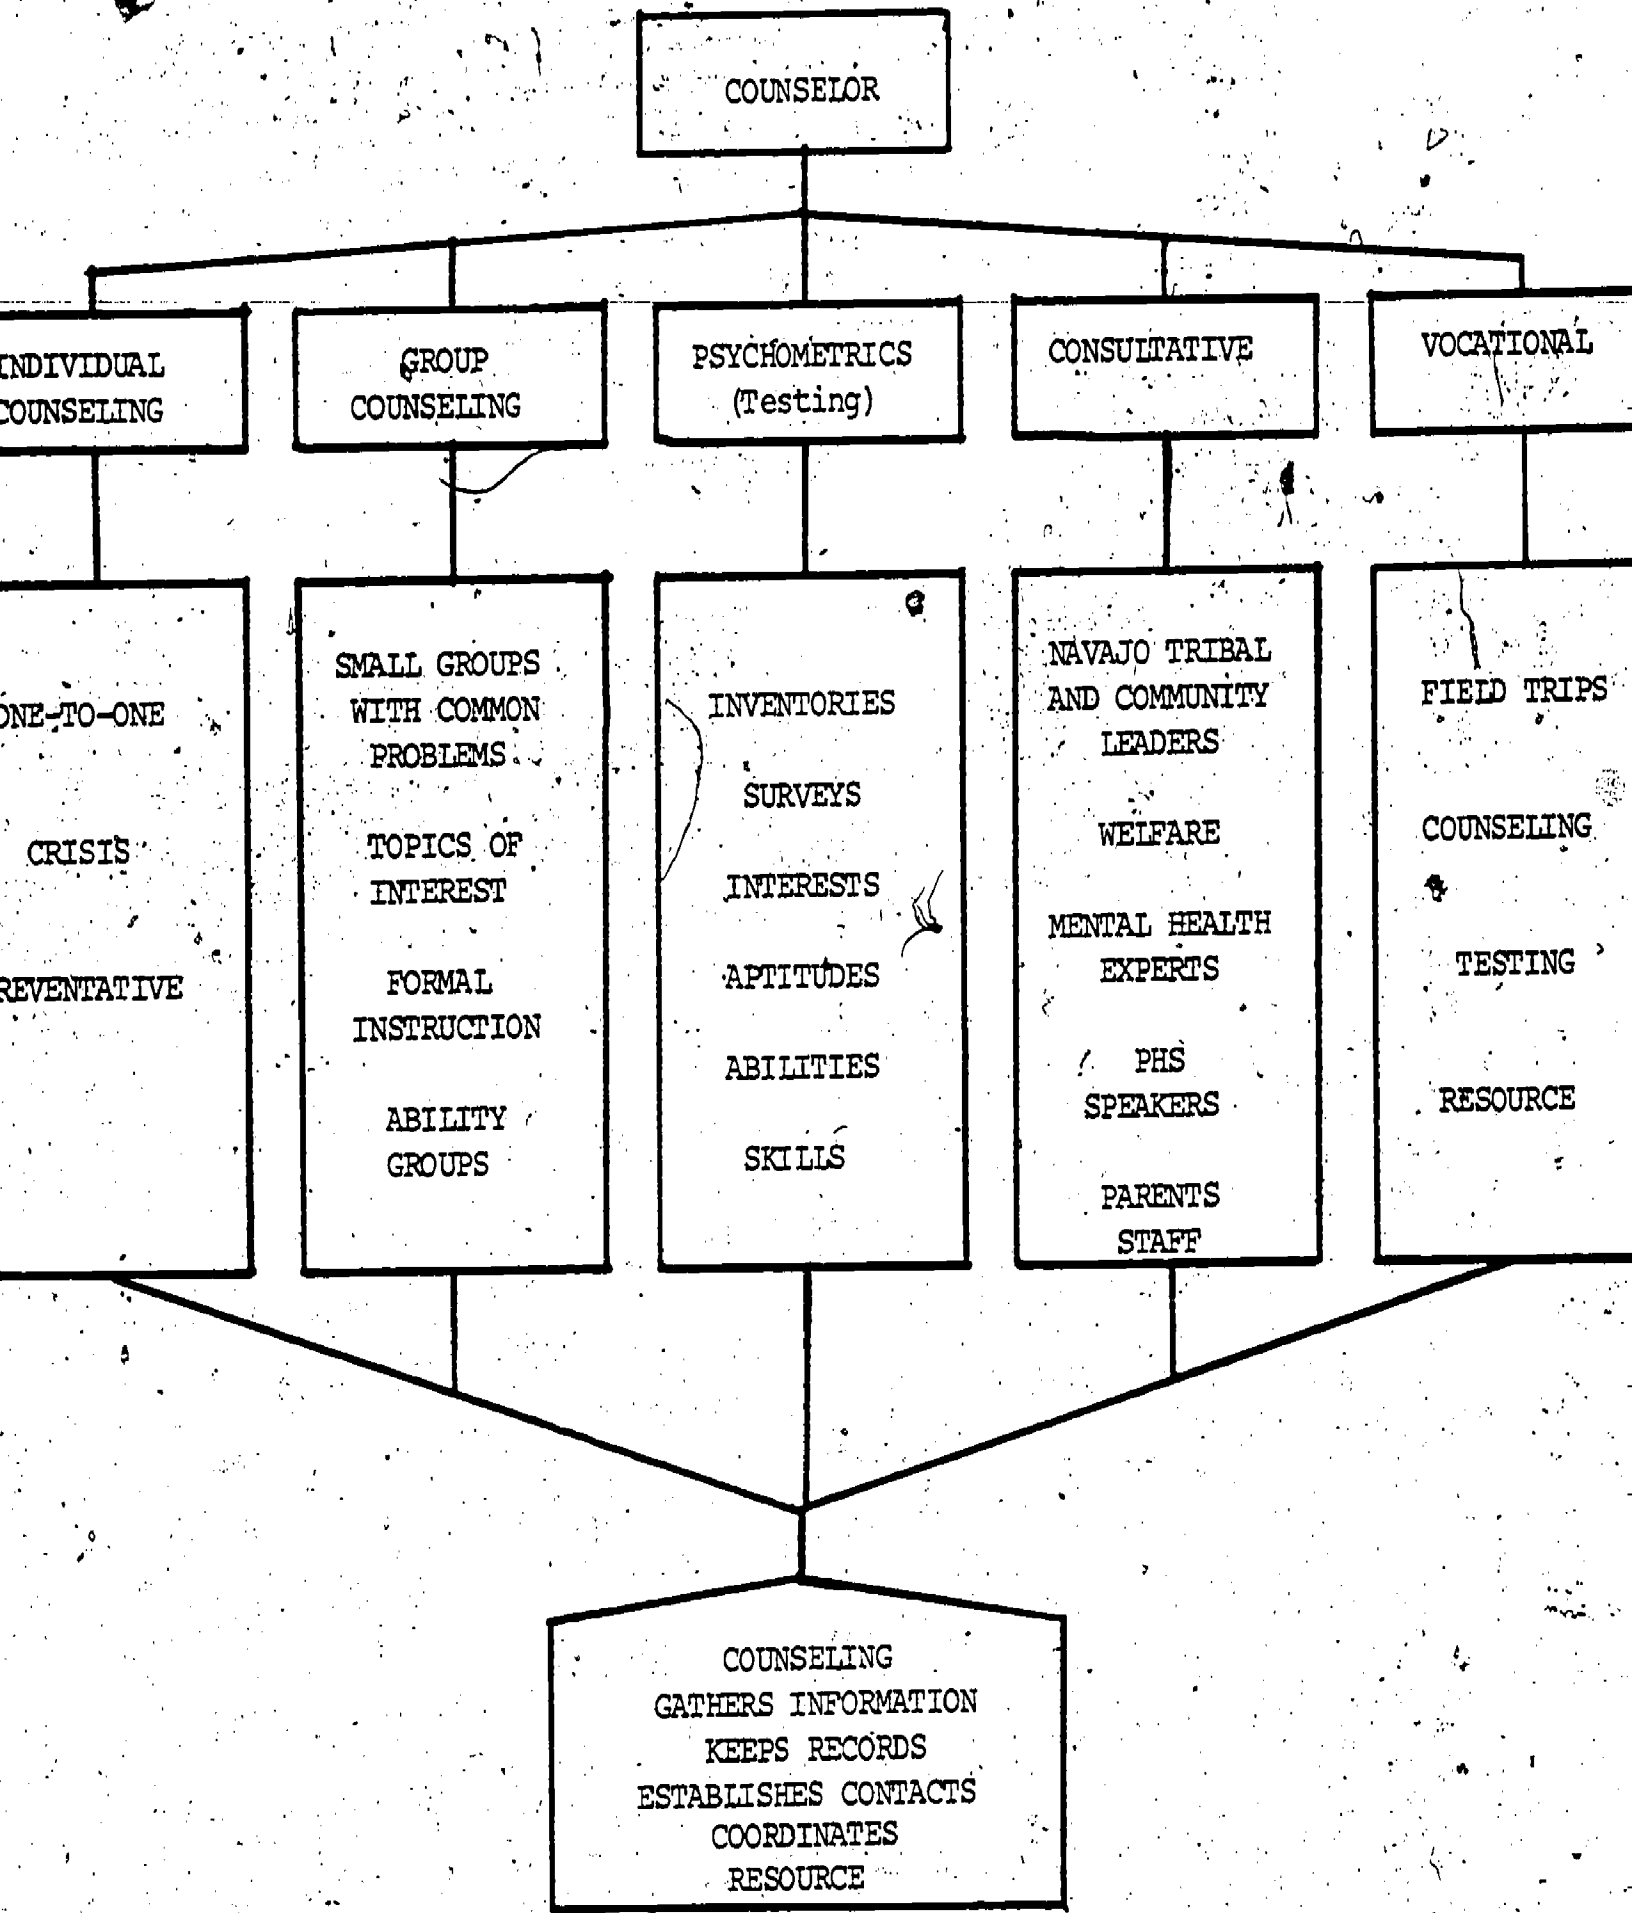 COUNSELOR
INDIVIDUAL
COUNSELING
GROUP
COUNSELING
PSYCHOMETRICS
(Testing)
CONSULTATIVE
VOCATIONAL
ONE-TO-ONE
CRISIS
REVENTATIVE
SMALL GROUPS
WITH COMMON
PROBLEMS
TOPICS OF
INTEREST
FORMAL
INSTRUCTION
ABILITY
GROUPS
INVENTORIES
SURVEYS
INTERESTS
APTITUDES
ABILITIES
SKILLS
NAVAJO TRIBAL
AND COMMUNITY
LEADERS
WELFARE
MENTAL HEALTH
EXPERTS
PHS
SPEAKERS
PARENTS
STAFF
FIELD TRIPS
COUNSELING
TESTING
RESOURCE
COUNSELING
GATHERS INFORMATION
KEEPS RECORDS
ESTABLISHES CONTACTS
COORDINATES
RESOURCE